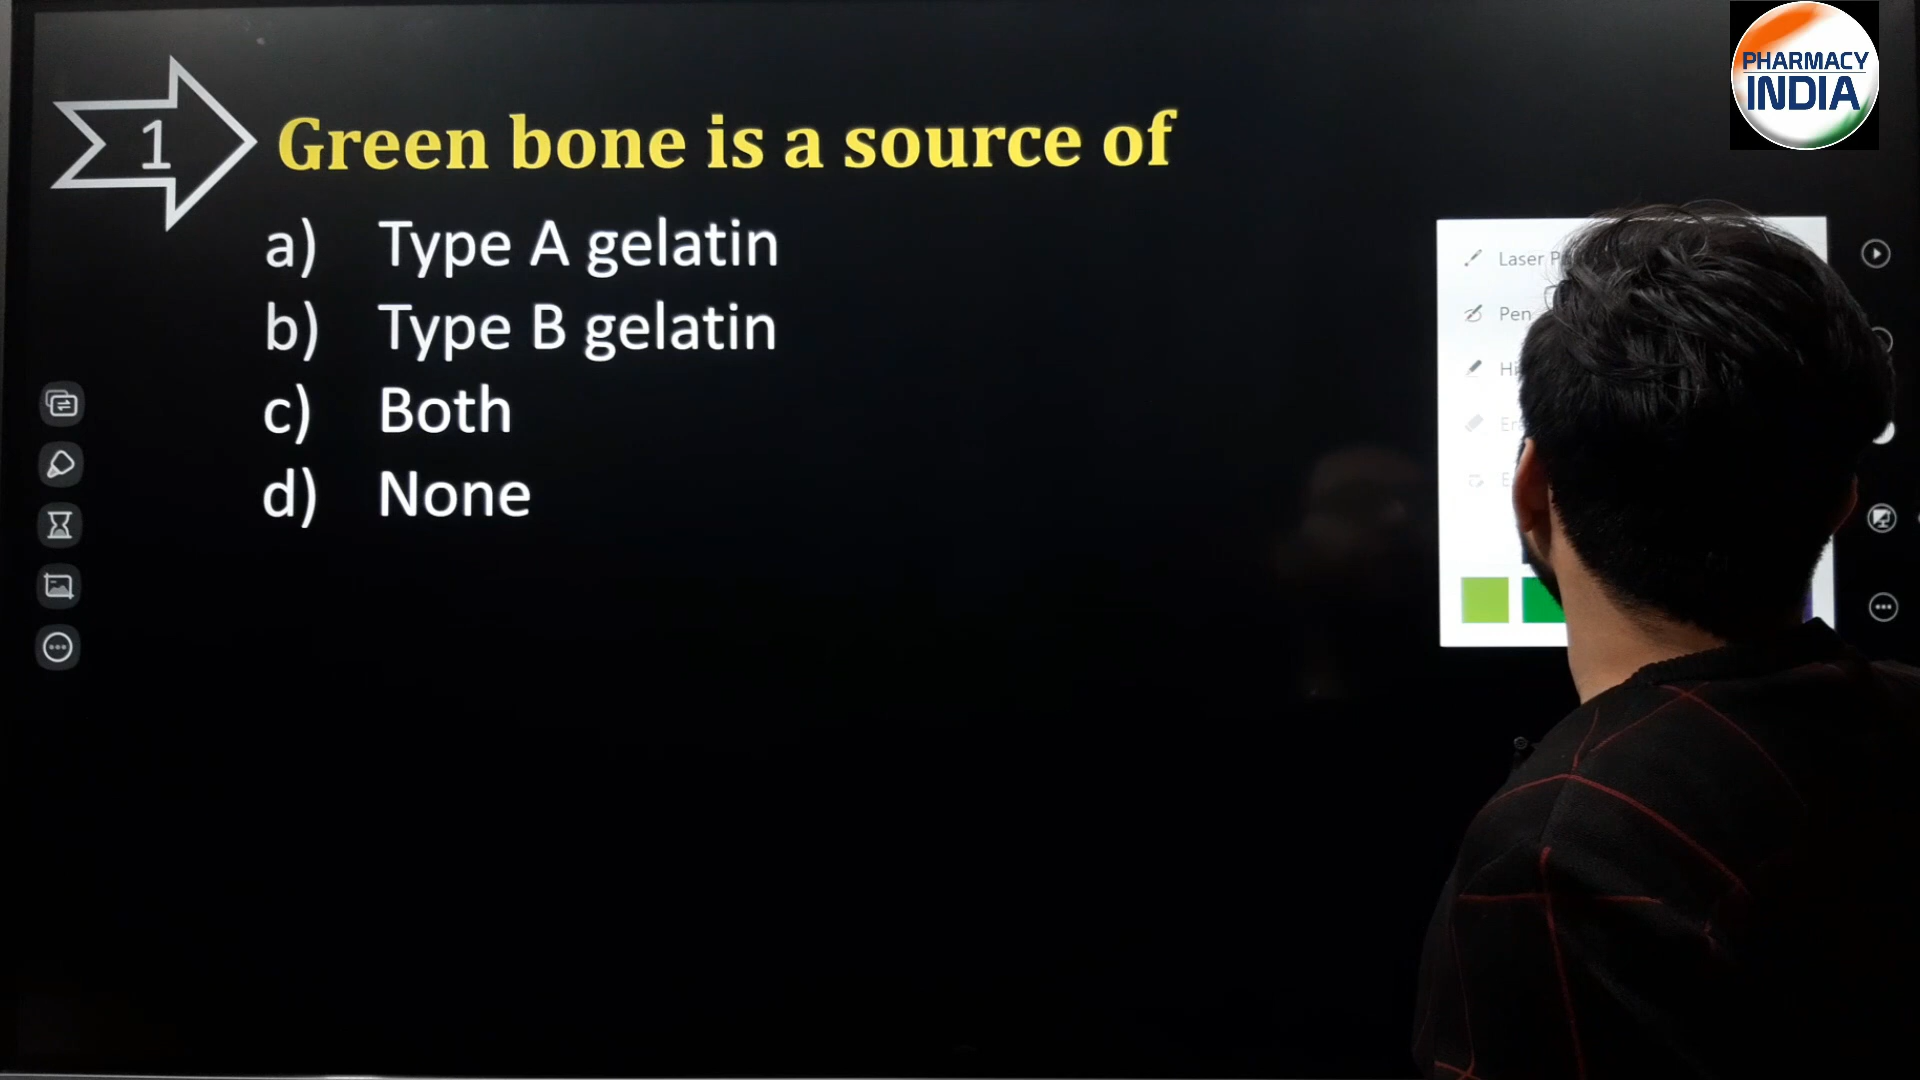 PHARMACY
INDIA
1
Green bone is a source of
a) Type A gelatin
b) Type B gelatin
c) Both
d) None
Laser
Pen